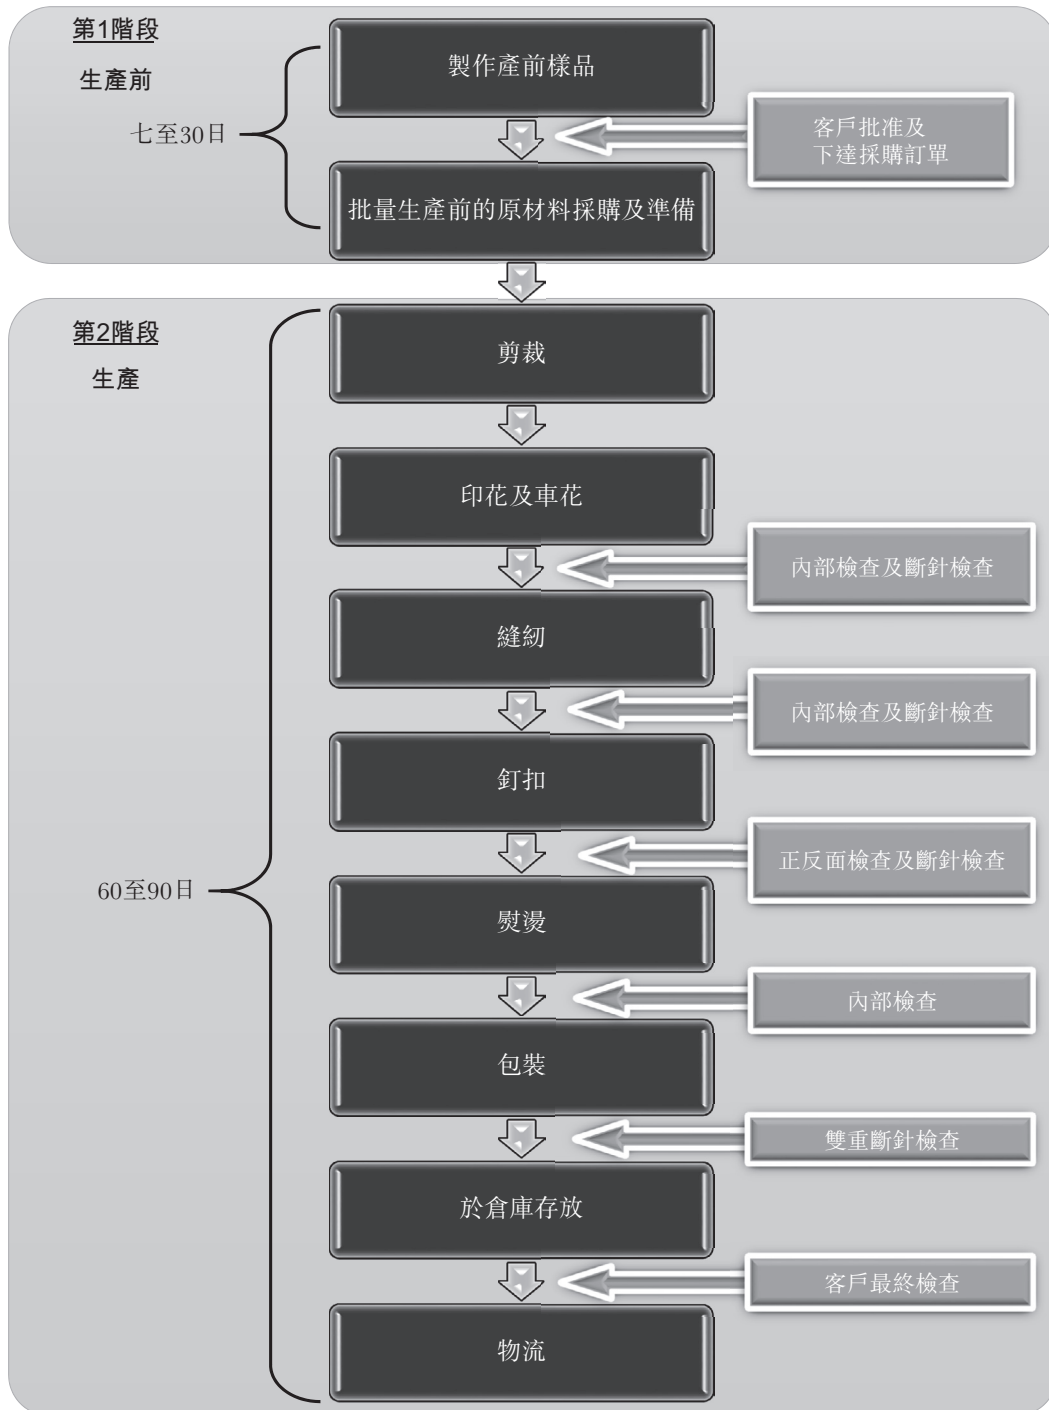 第1階段
生產前
七至30日
製作產前樣品
客戶批准及
下達採購訂單
批量生產前的原材料採購及準備
第2階段
生產
60至90日
剪裁
印花及車花
內部檢查及斷針檢查
縫紉
內部檢查及斷針檢查
釘扣
正反面檢查及斷針檢查
熨燙
內部檢查
包裝
雙重斷針檢查
於倉庫存放
客戶最終檢查
物流